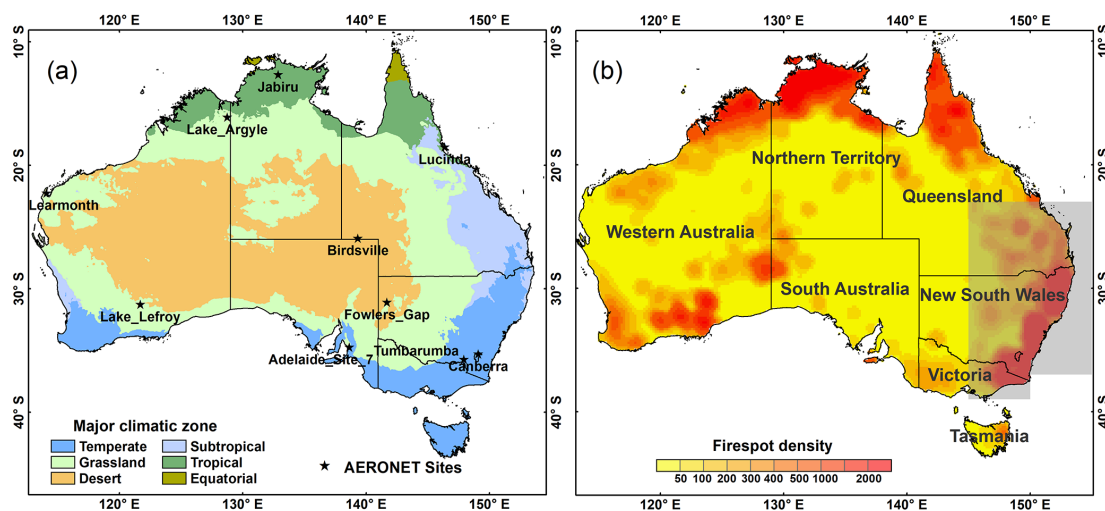 120° E 130° E 140° E 150° E
10° S
20° S
30° S
40° S
(a)
Jabiru
Lake_Argyle
Lucinda
Learmonth
Birdsville
Lake_Lefroy
Fowlers_Gap
Adelaide_Site_7
Tumbarumba
Canberra
Major climatic zone
Temperate Subtropical
Grassland Tropical
Desert Equatorial
AERONET Sites
120° E 130° E 140° E 150° E
120° E 130° E 140° E 150° E
10° S
20° S
30° S
40° S
(b)
Northern Territory
Queensland
Western Australia
South Australia
New South Wales
Victoria
Tasmania
Firespot density
50 100 200 300 400 500 1000 2000
120° E 130° E 140° E 150° E